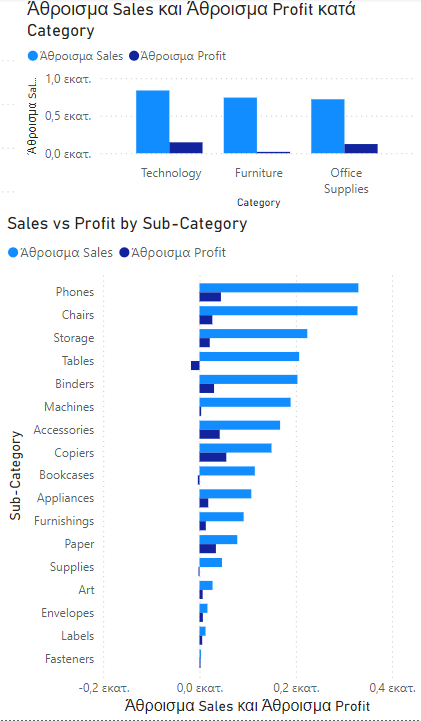 Άθροισμα Sales και Άθροισμα Profit κατά
Category
Άθροισμα Sales Άθροισμα Profit
Άθροισμα Sal...
1,0 εκατ.
0,5 εκατ.
0,0 εκατ.
Technology Furniture Office
Supplies
Category
Sales vs Profit by Sub-Category
Άθροισμα Sales Άθροισμα Profit
Sub-Category
Phones
Chairs
Storage
Tables
Binders
Machines
Accessories
Copiers
Bookcases
Appliances
Furnishings
Paper
Supplies
Art
Envelopes
Labels
Fasteners
-0,2 εκατ. 0,0 εκατ. 0,2 εκατ. 0,4 εκατ.
Άθροισμα Sales και Άθροισμα Profit